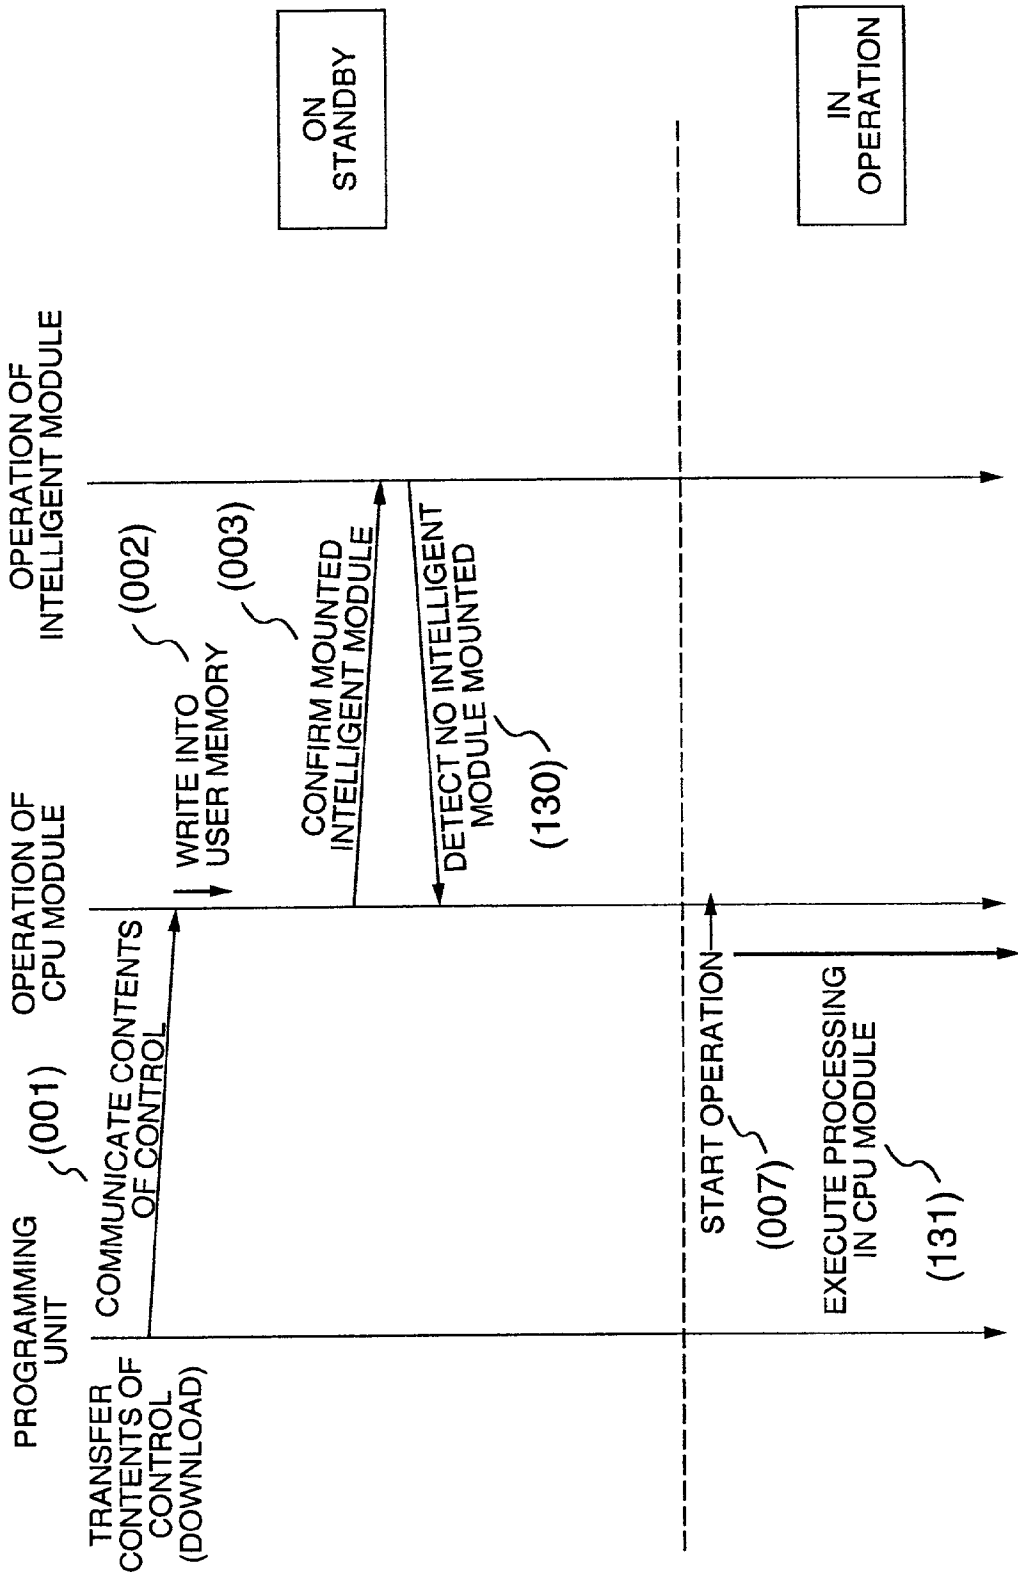 PROGRAMMING
UNIT
OPERATION OF
CPU MODULE
OPERATION OF
INTELLIGENT MODULE
TRANSFER
CONTENTS OF
CONTROL
(DOWNLOAD)
(001)
COMMUNICATE CONTENTS
OF CONTROL
(002)
WRITE INTO
USER MEMORY
(003)
CONFIRM MOUNTED
INTELLIGENT MODULE
DETECT NO INTELLIGENT
MODULE MOUNTED
(130)
ON
STANDBY
START OPERATION
(007)
EXECUTE PROCESSING
IN CPU MODULE
(131)
IN
OPERATION